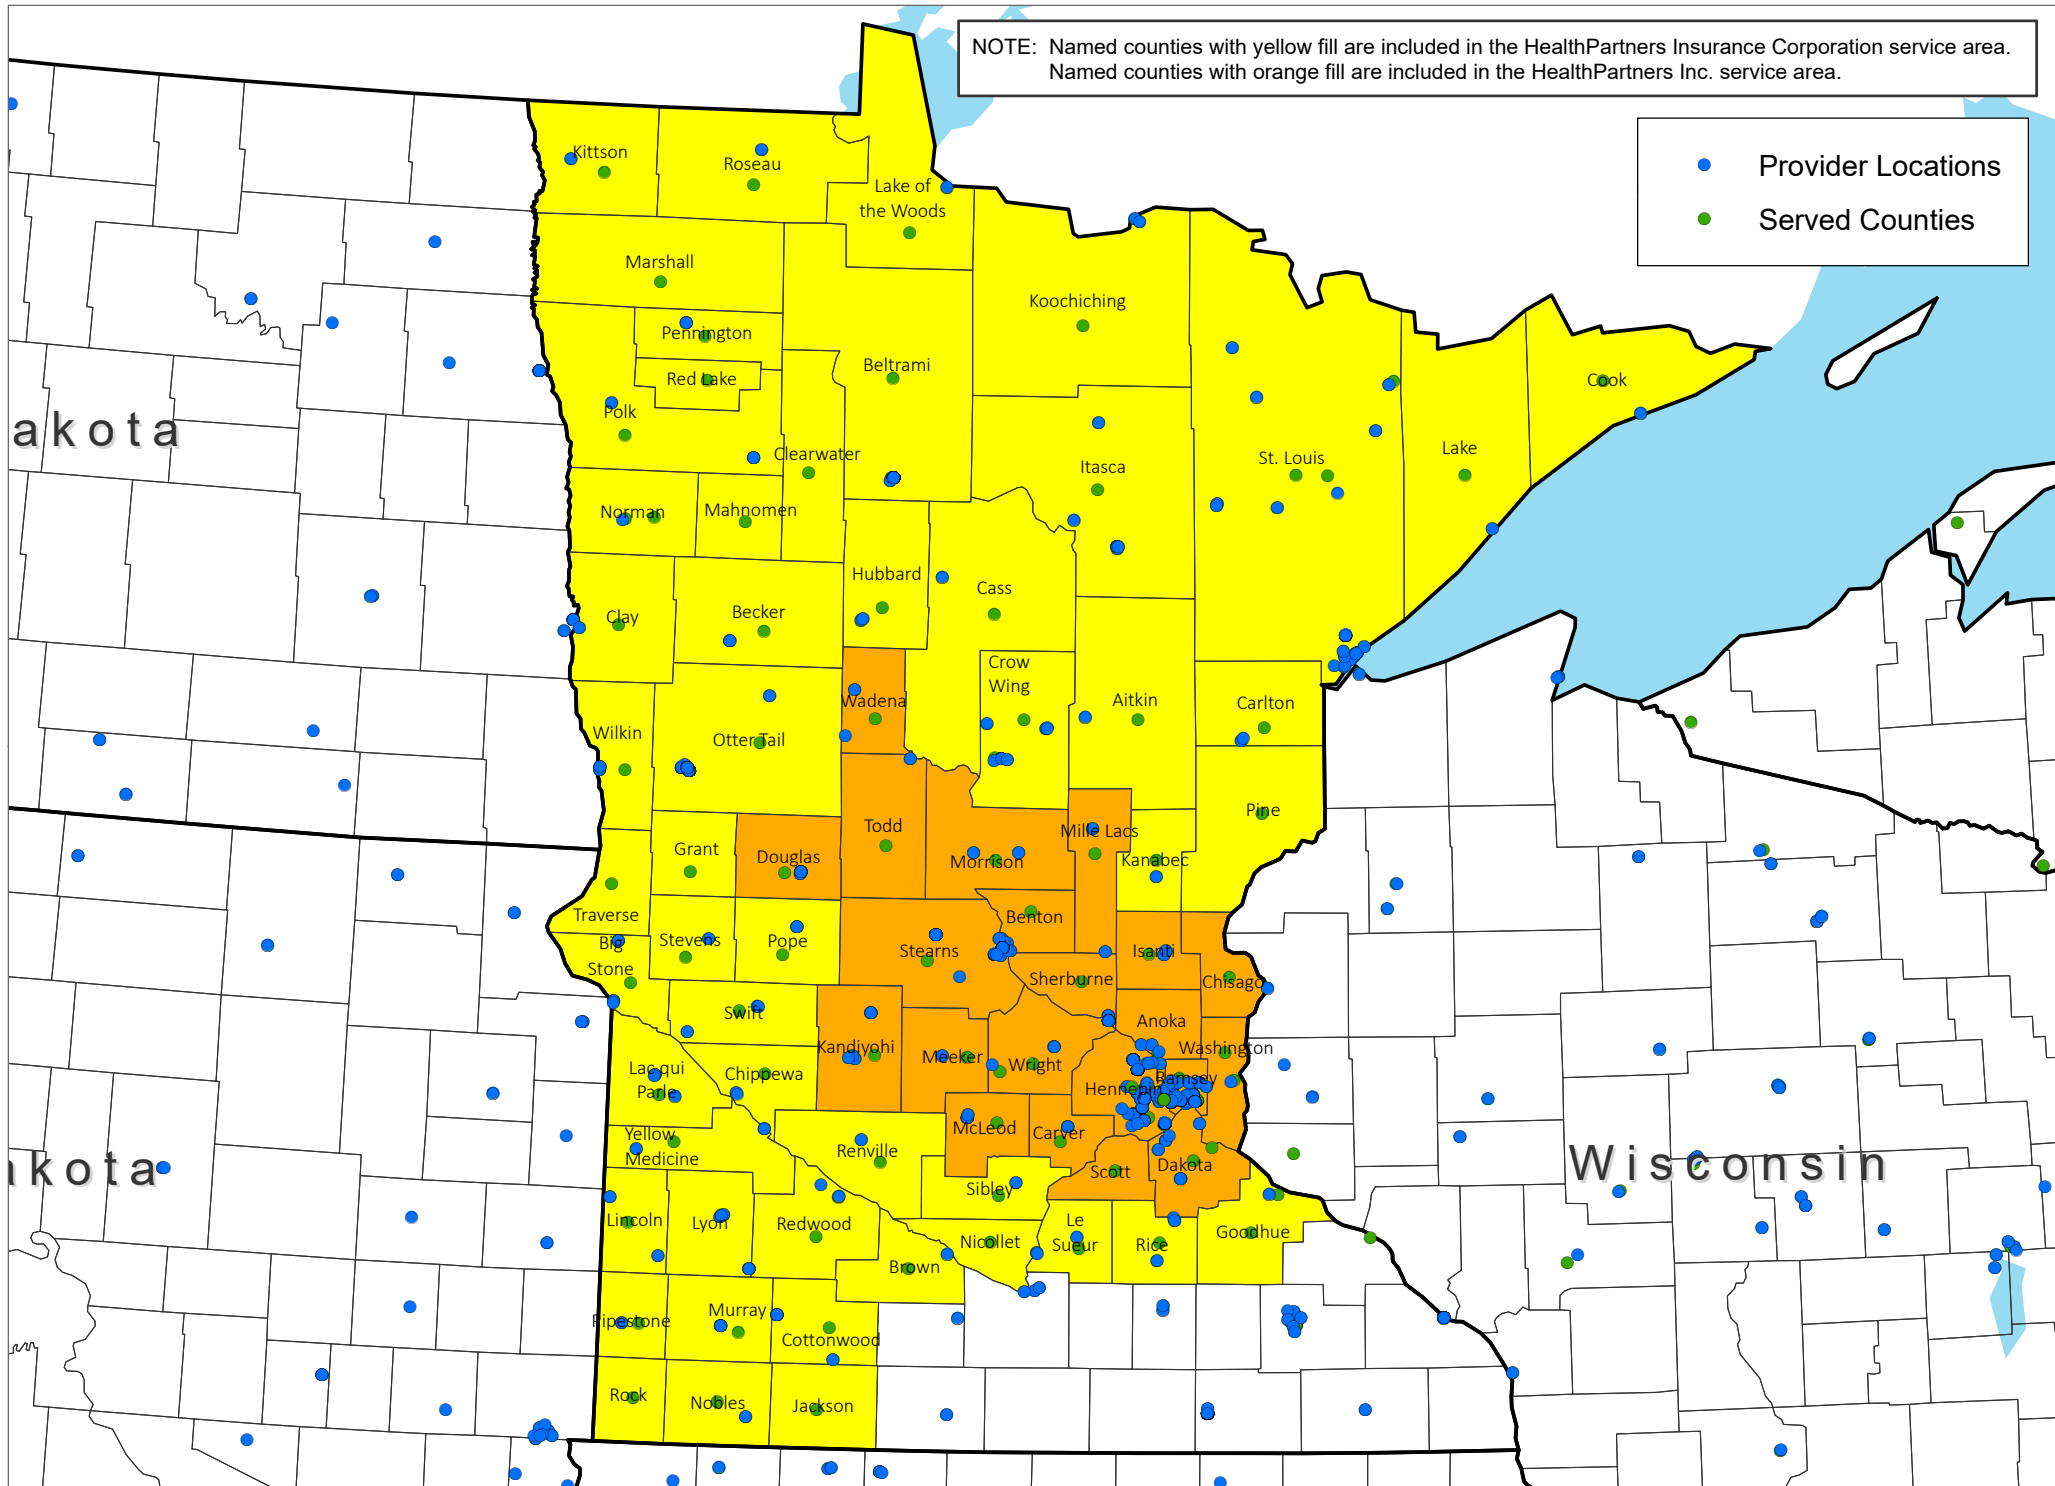 NOTE: Named counties with yellow fill are included in the HealthPartners Insurance Corporation service area.
Named counties with orange fill are included in the HealthPartners Inc. service area.
Provider Locations
Served Counties
Kittson
Roseau
Lake of
the Woods
Marshall
Koochiching
Pennington
Beltrami
Red Lake
Cook
Polk
akota
Clearwater
Itasca
St. Louis
Lake
Norman
Mahnomen
Hubbard
Cass
Clay
Becker
Crow
Wing
Wadena
Aitkin
Carlton
Wilkin
Otter Tail
Pine
Todd
Mille Lacs
Grant
Douglas
Morrison
Kanabec
Traverse
Benton
Big
Stone
Stevens
Pope
Stearns
Isanti
Sherburne
Chisago
Swift
Anoka
Kandiyohi
Meeker
Wright
Washington
Lac qui
Parle
Chippewa
Hennepin
Ramsey
McLeod
Carver
Yellow
Medicine
Renville
Scott
Dakota
akota
Wisconsin
Sibley
Lincoln
Lyon
Redwood
Le
Sueur
Rice
Goodhue
Nicollet
Brown
Pipestone
Murray
Cottonwood
Rock
Nobles
Jackson